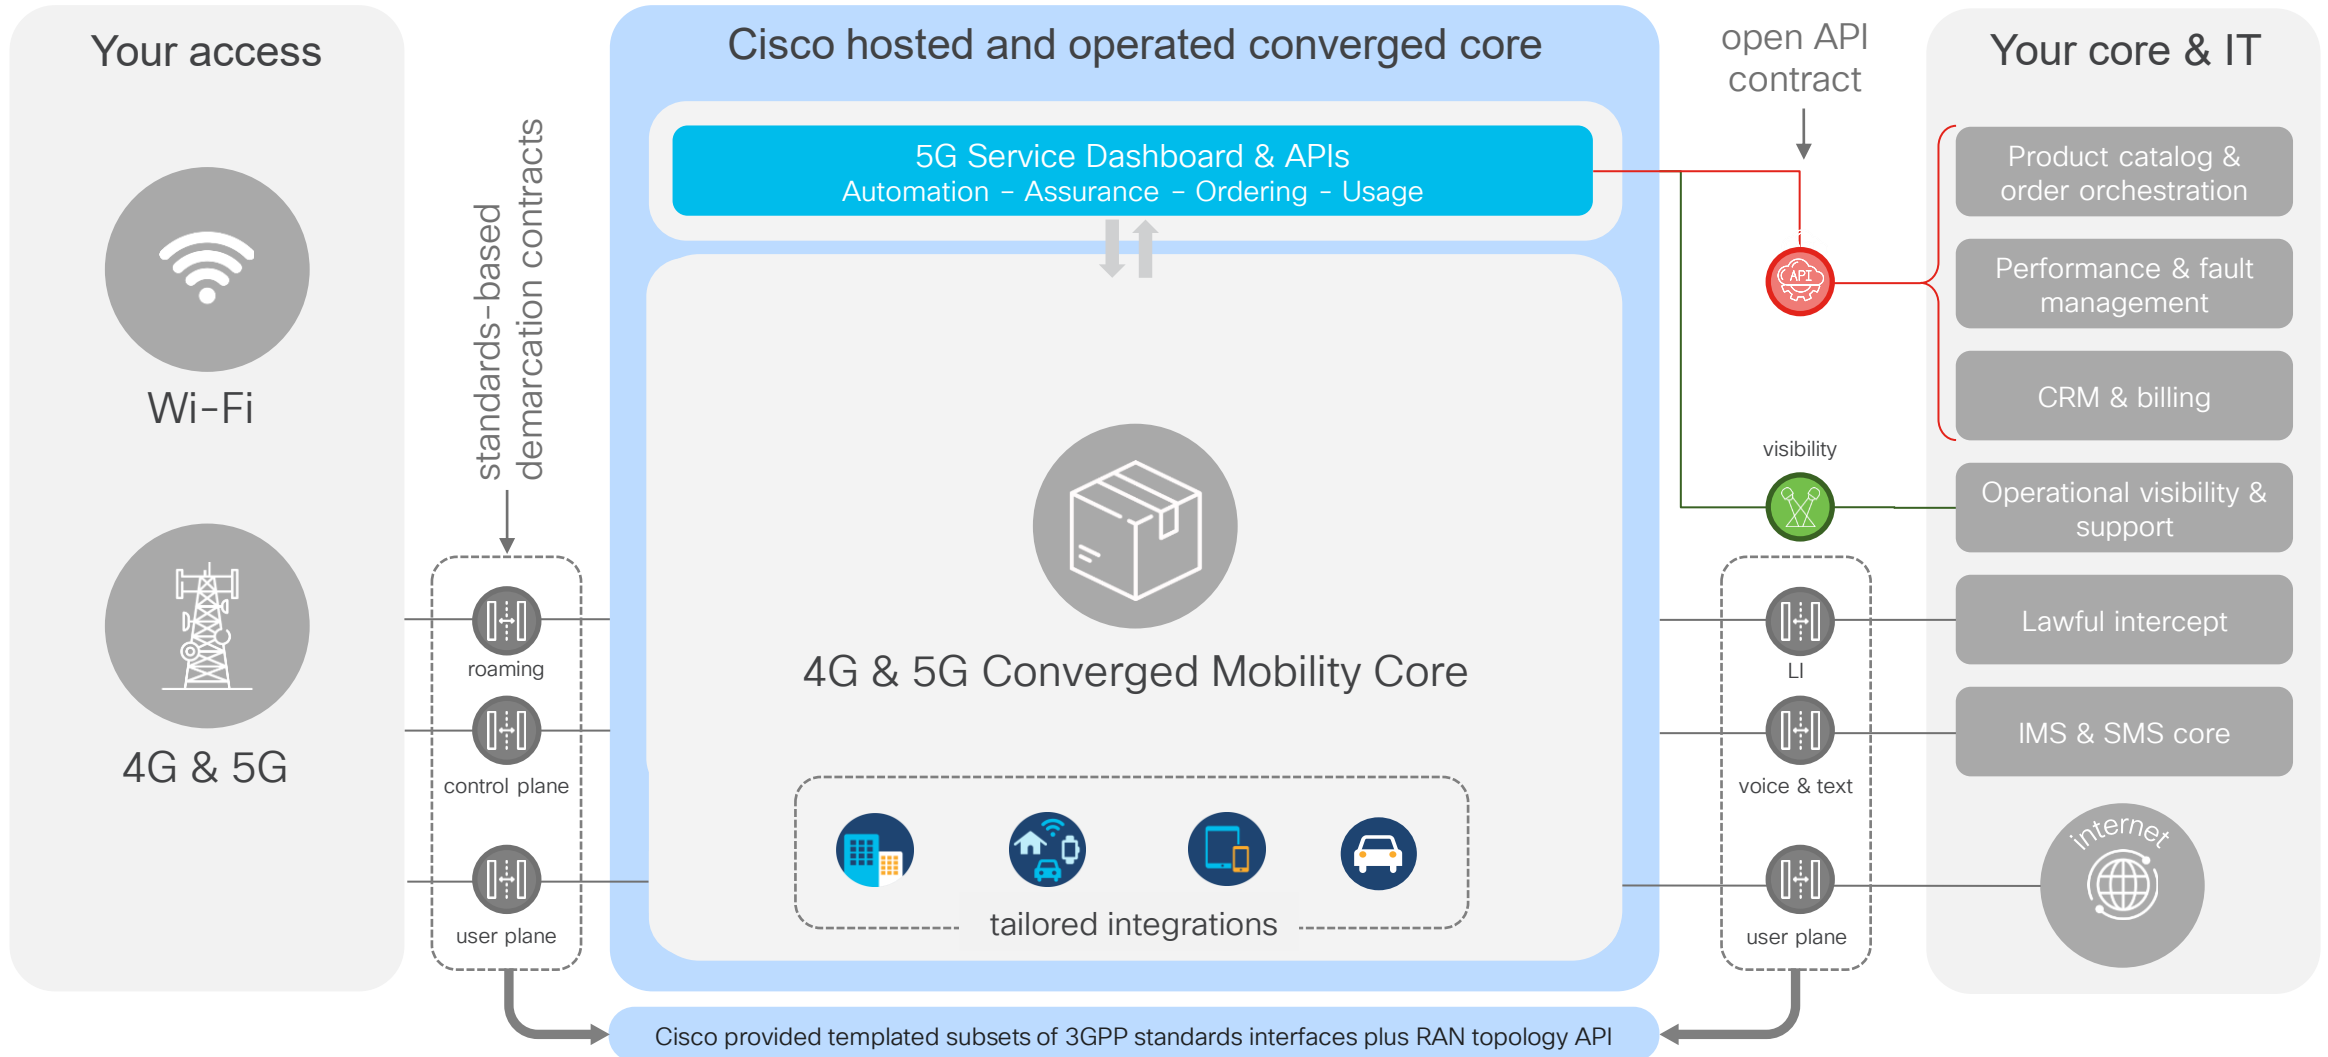 Your access
Wi-Fi
4G & 5G
standards-based
demarcation contracts
roaming
control plane
user plane
Cisco hosted and operated converged core
5G Service Dashboard & APIs
Automation - Assurance - Ordering - Usage
4G & 5G Converged Mobility Core
tailored integrations
open API
contract
API
visibility
LI
voice & text
user plane
Your core & IT
Product catalog &
order orchestration
Performance & fault
management
CRM & billing
Operational visibility &
support
Lawful intercept
IMS & SMS core
internet
Cisco provided templated subsets of 3GPP standards interfaces plus RAN topology API